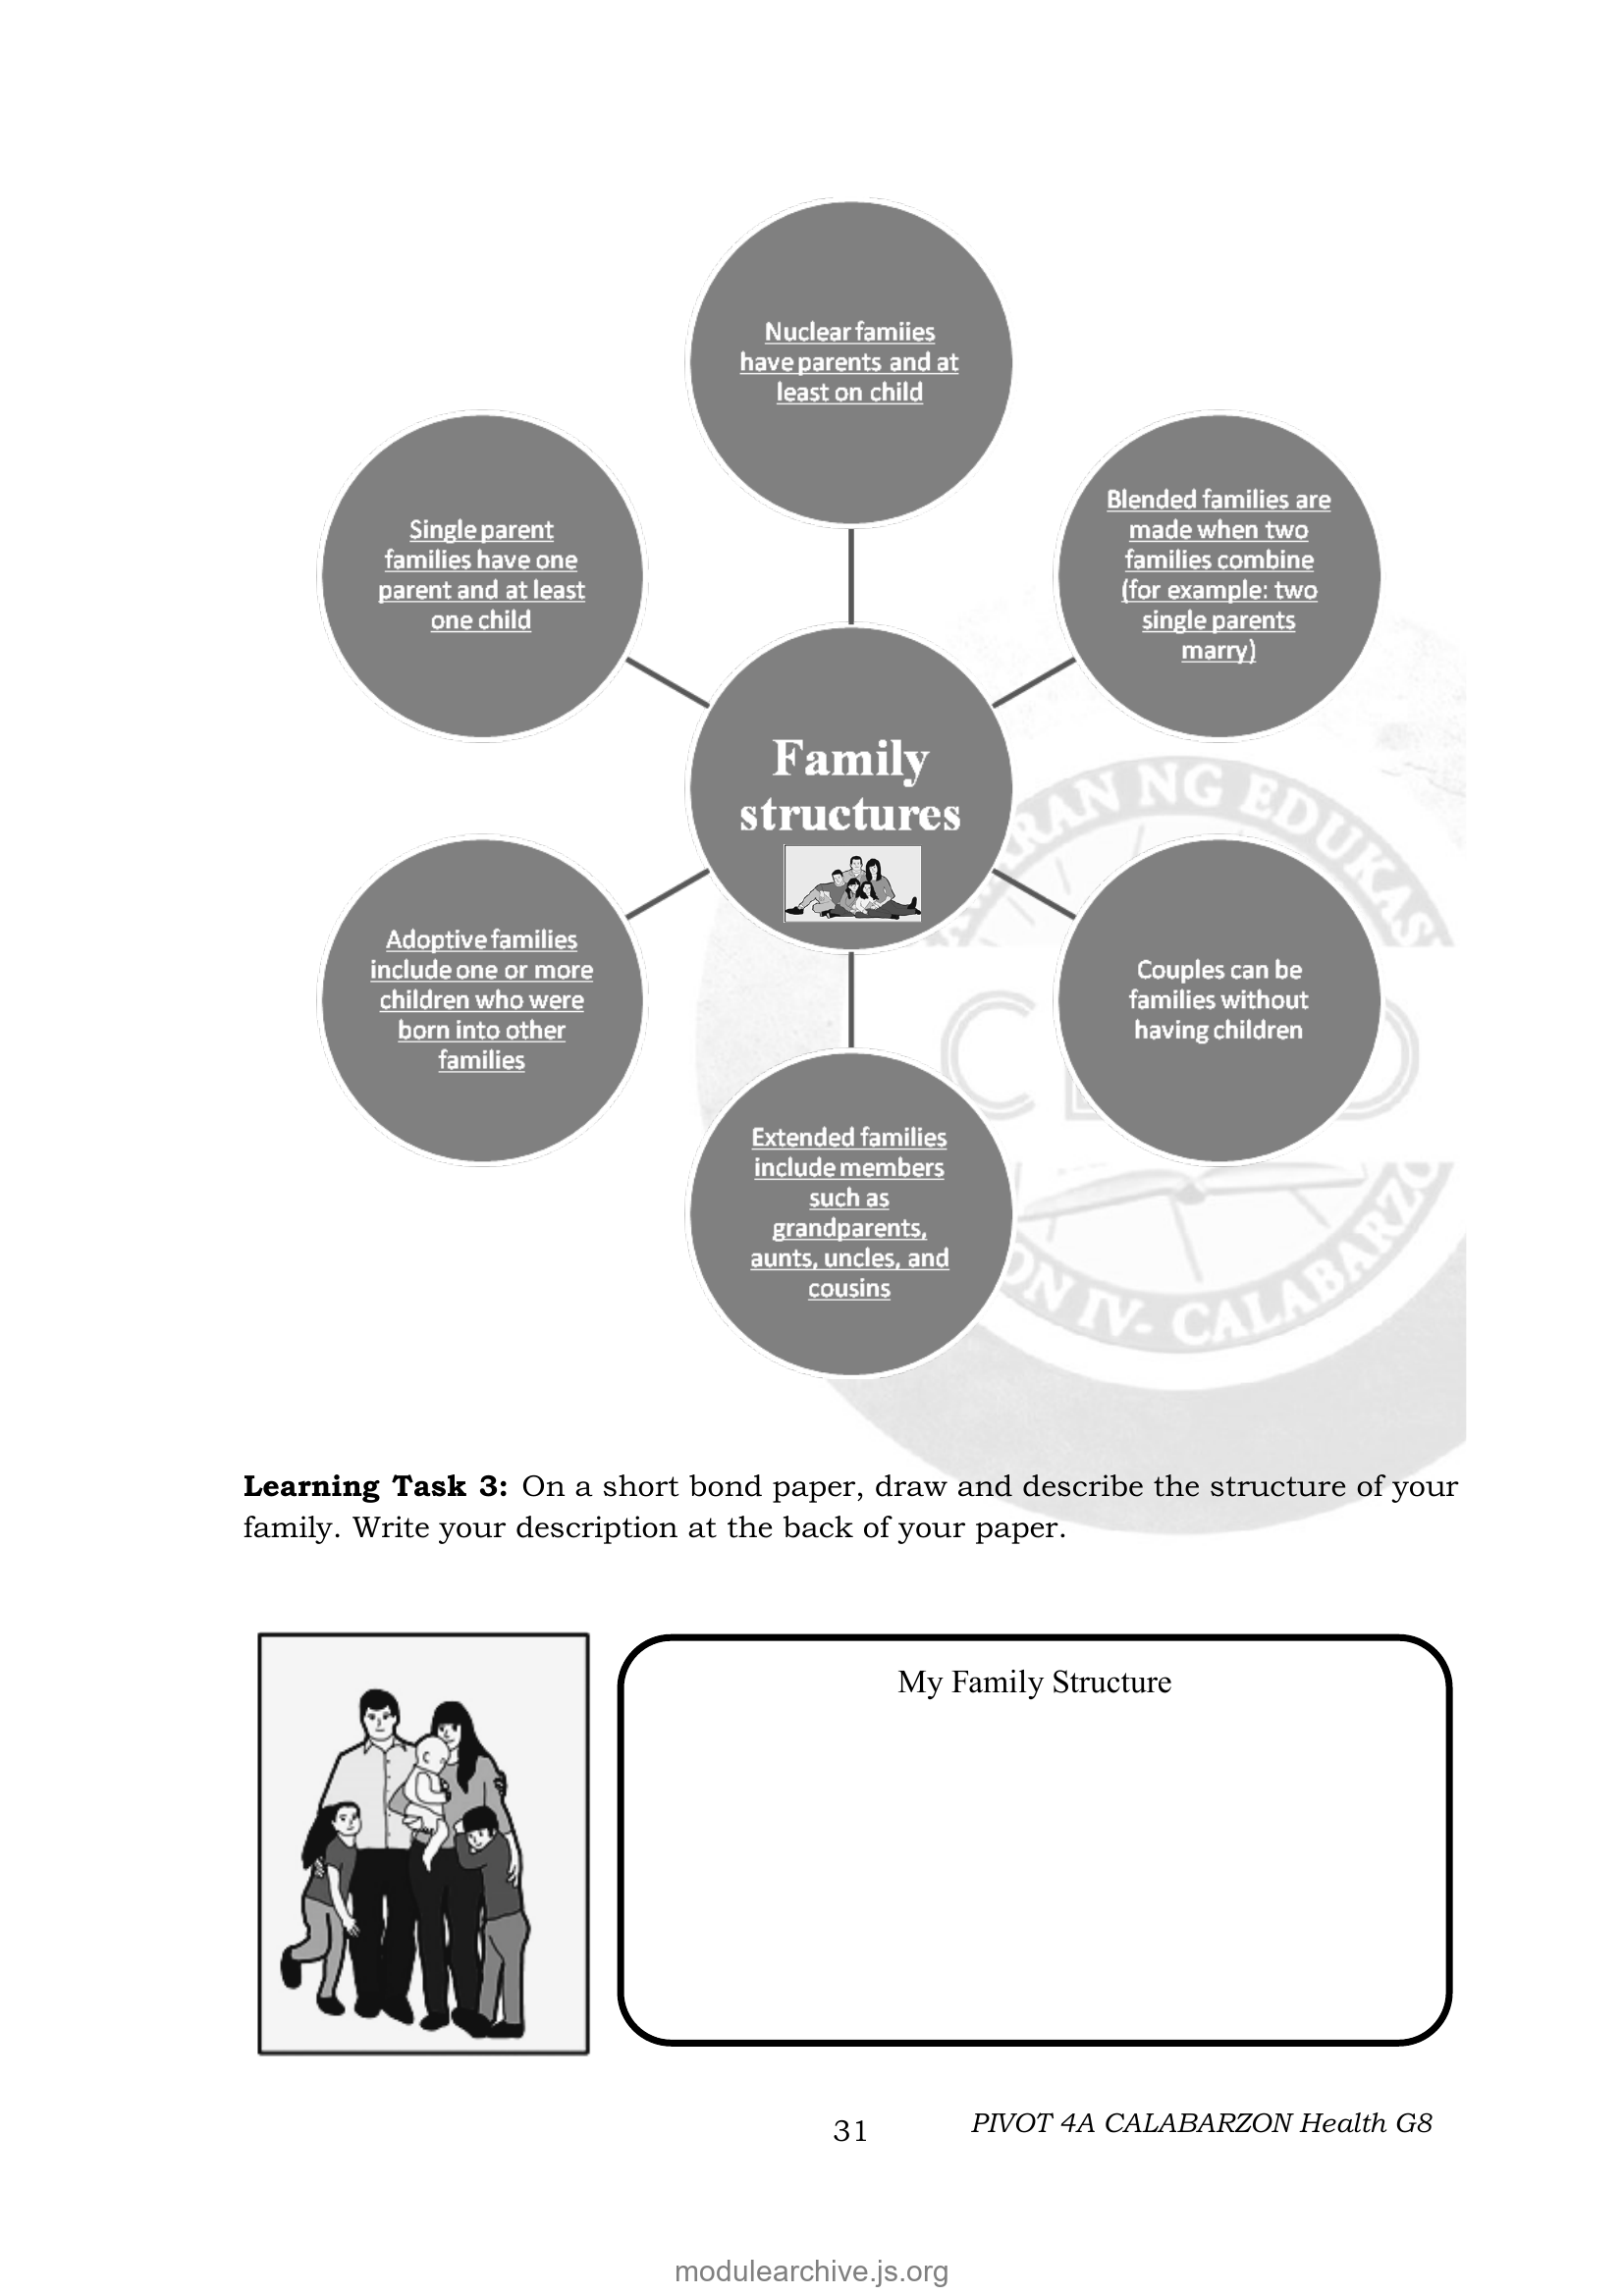 Nuclear famiies
have parents and at
least on child
Blended families are
made when two
families combine
(for example: two
single parents
marry)
Single parent
families have one
parent and at least
one child
Family
structures
Adoptive families
include one or more
children who were
born into other
families
Couples can be
families without
having children
Extended families
include members
such as
grandparents,
aunts, uncles, and
cousins
NG EDUKAS
ON IV- CALABARZO
Learning Task 3: On a short bond paper, draw and describe the structure of your
family. Write your description at the back of your paper.
My Family Structure
31
PIVOT 4A CALABARZON Health G8
modulearchive.js.org